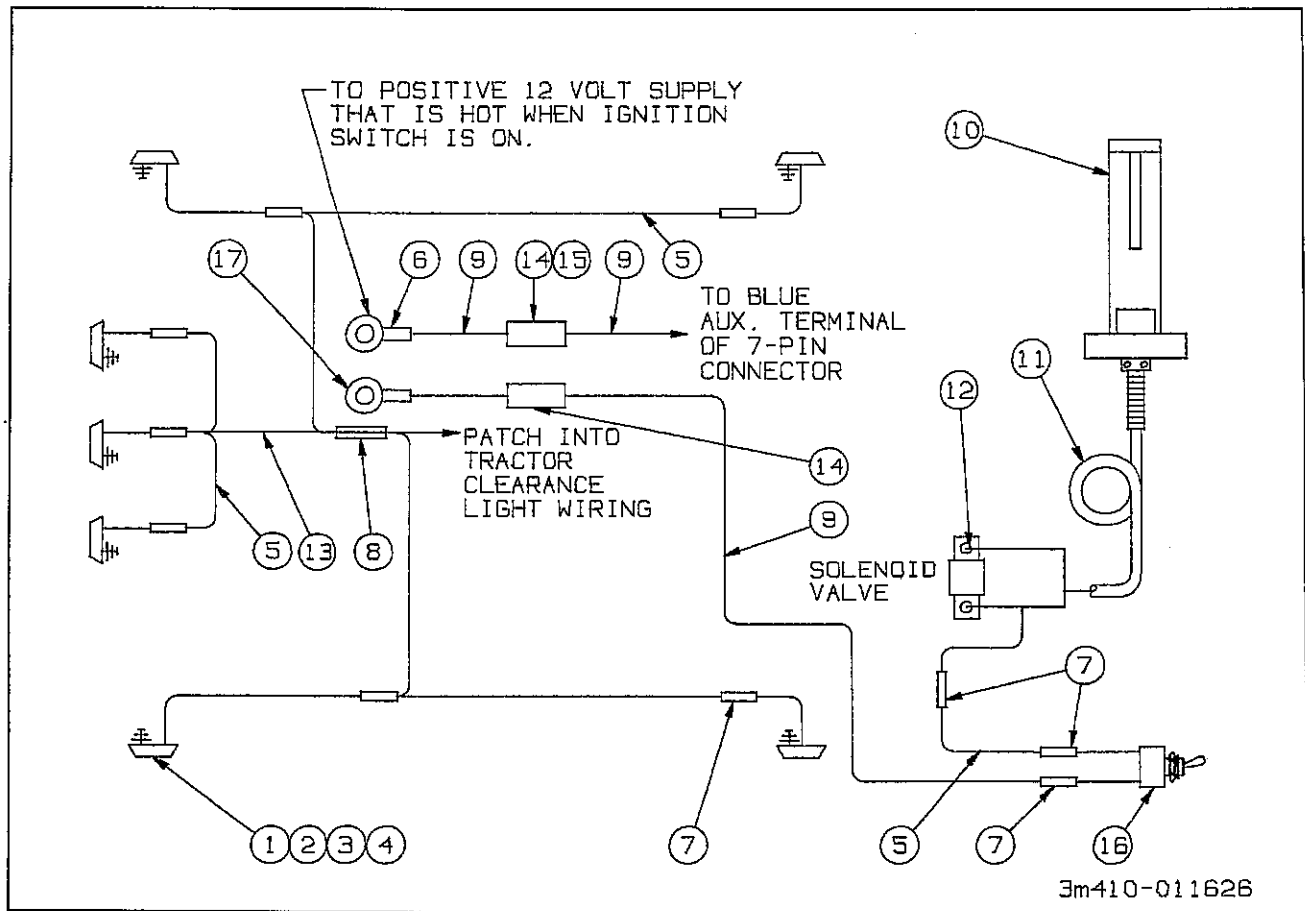 TO POSITIVE 12 VOLT SUPPLY
THAT IS HOT WHEN IGNITION
SWITCH IS ON.
10
17
6
9
14
15
9
5
TO BLUE
AUX. TERMINAL
OF 7-PIN
CONNECTOR
11
12
PATCH INTO
TRACTOR
CLEARANCE
LIGHT WIRING
14
5
13
8
9
SOLENOID
VALVE
7
1
2
3
4
7
5
7
16
3m410-011626